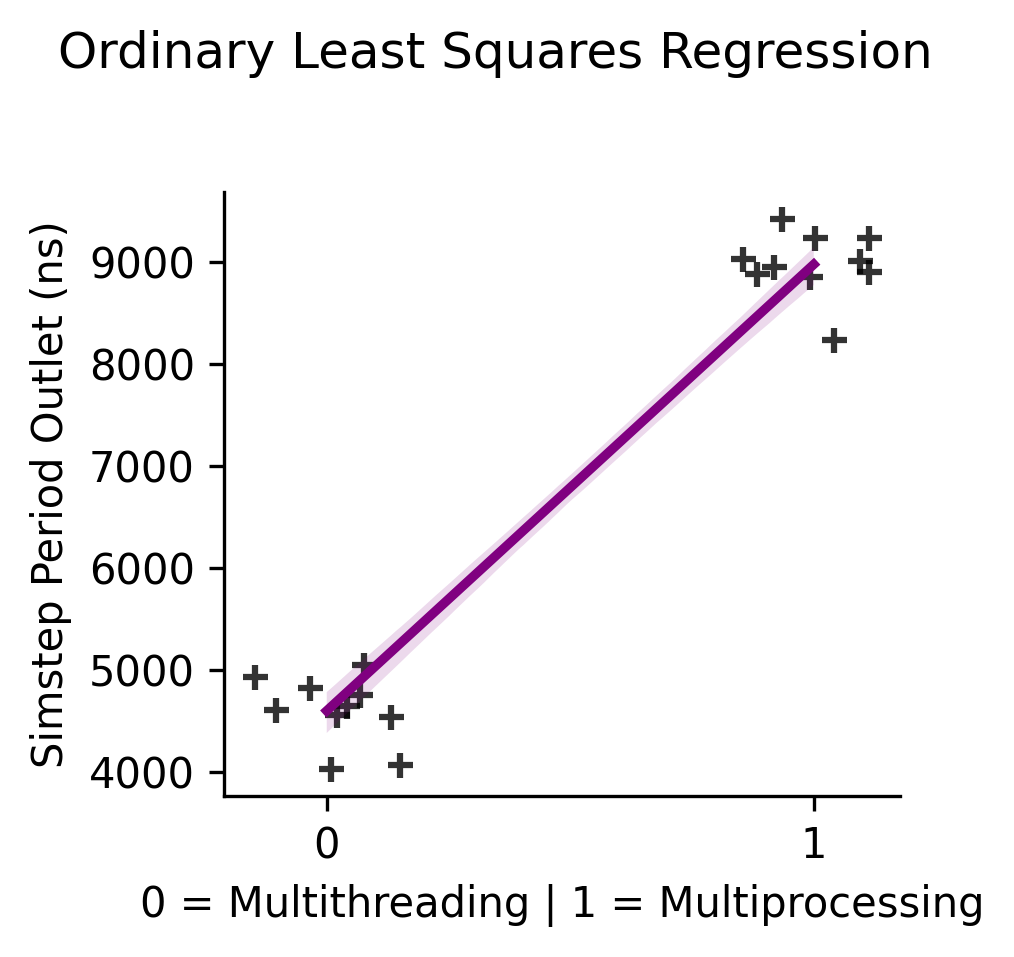 Ordinary Least Squares Regression
Simstep Period Outlet (ns)
9000
8000
7000
6000
5000
4000
0 1
0 = Multithreading | 1 = Multiprocessing